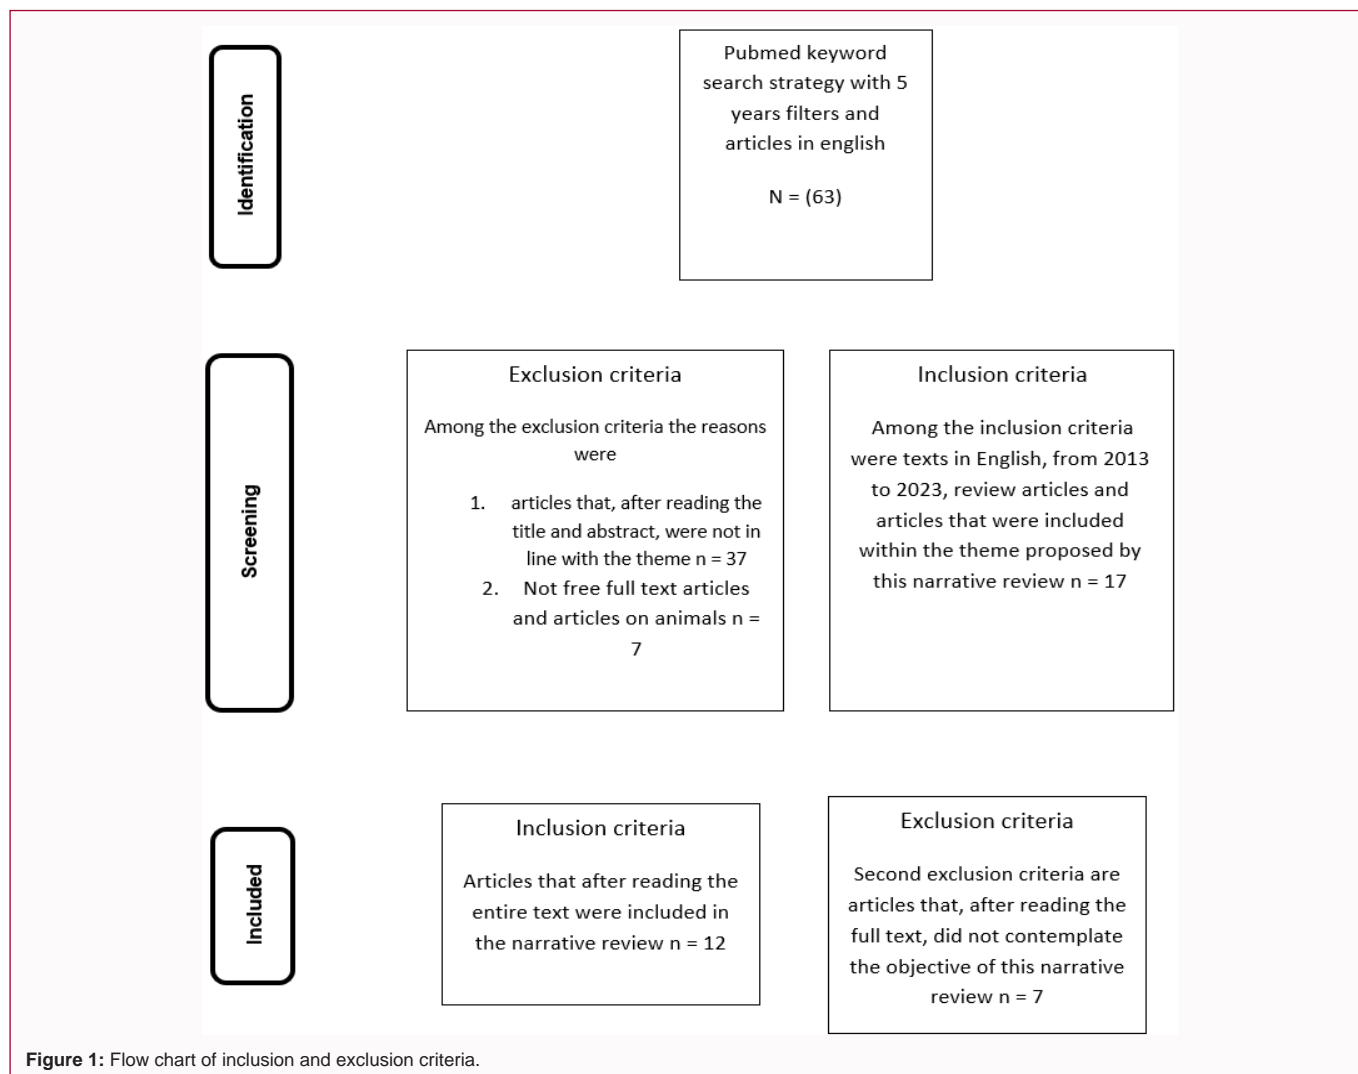 Identification
Pubmed keyword
search strategy with 5
years filters and
articles in english
N = (63)
Screening
Exclusion criteria
Among the exclusion criteria the reasons
were
1. articles that, after reading the
title and abstract, were not in
line with the theme n = 37
2. Not free full text articles
and articles on animals n =
7
Inclusion criteria
Among the inclusion criteria
were texts in English, from 2013
to 2023, review articles and
articles that were included
within the theme proposed by
this narrative review n = 17
Included
Inclusion criteria
Articles that after reading the
entire text were included in
the narrative review n = 12
Exclusion criteria
Second exclusion criteria are
articles that, after reading the
full text, did not contemplate
the objective of this narrative
review n = 7
Figure 1: Flow chart of inclusion and exclusion criteria.